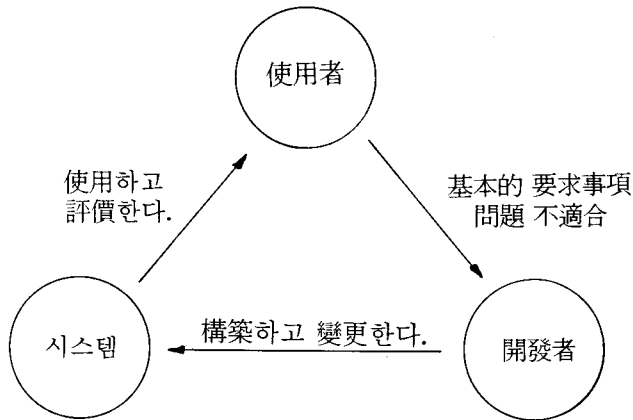 使用者
使用하고
評價한다.
基本的 要求事項
問題 不適合
시스템
構築하고 變更한다.
開發者